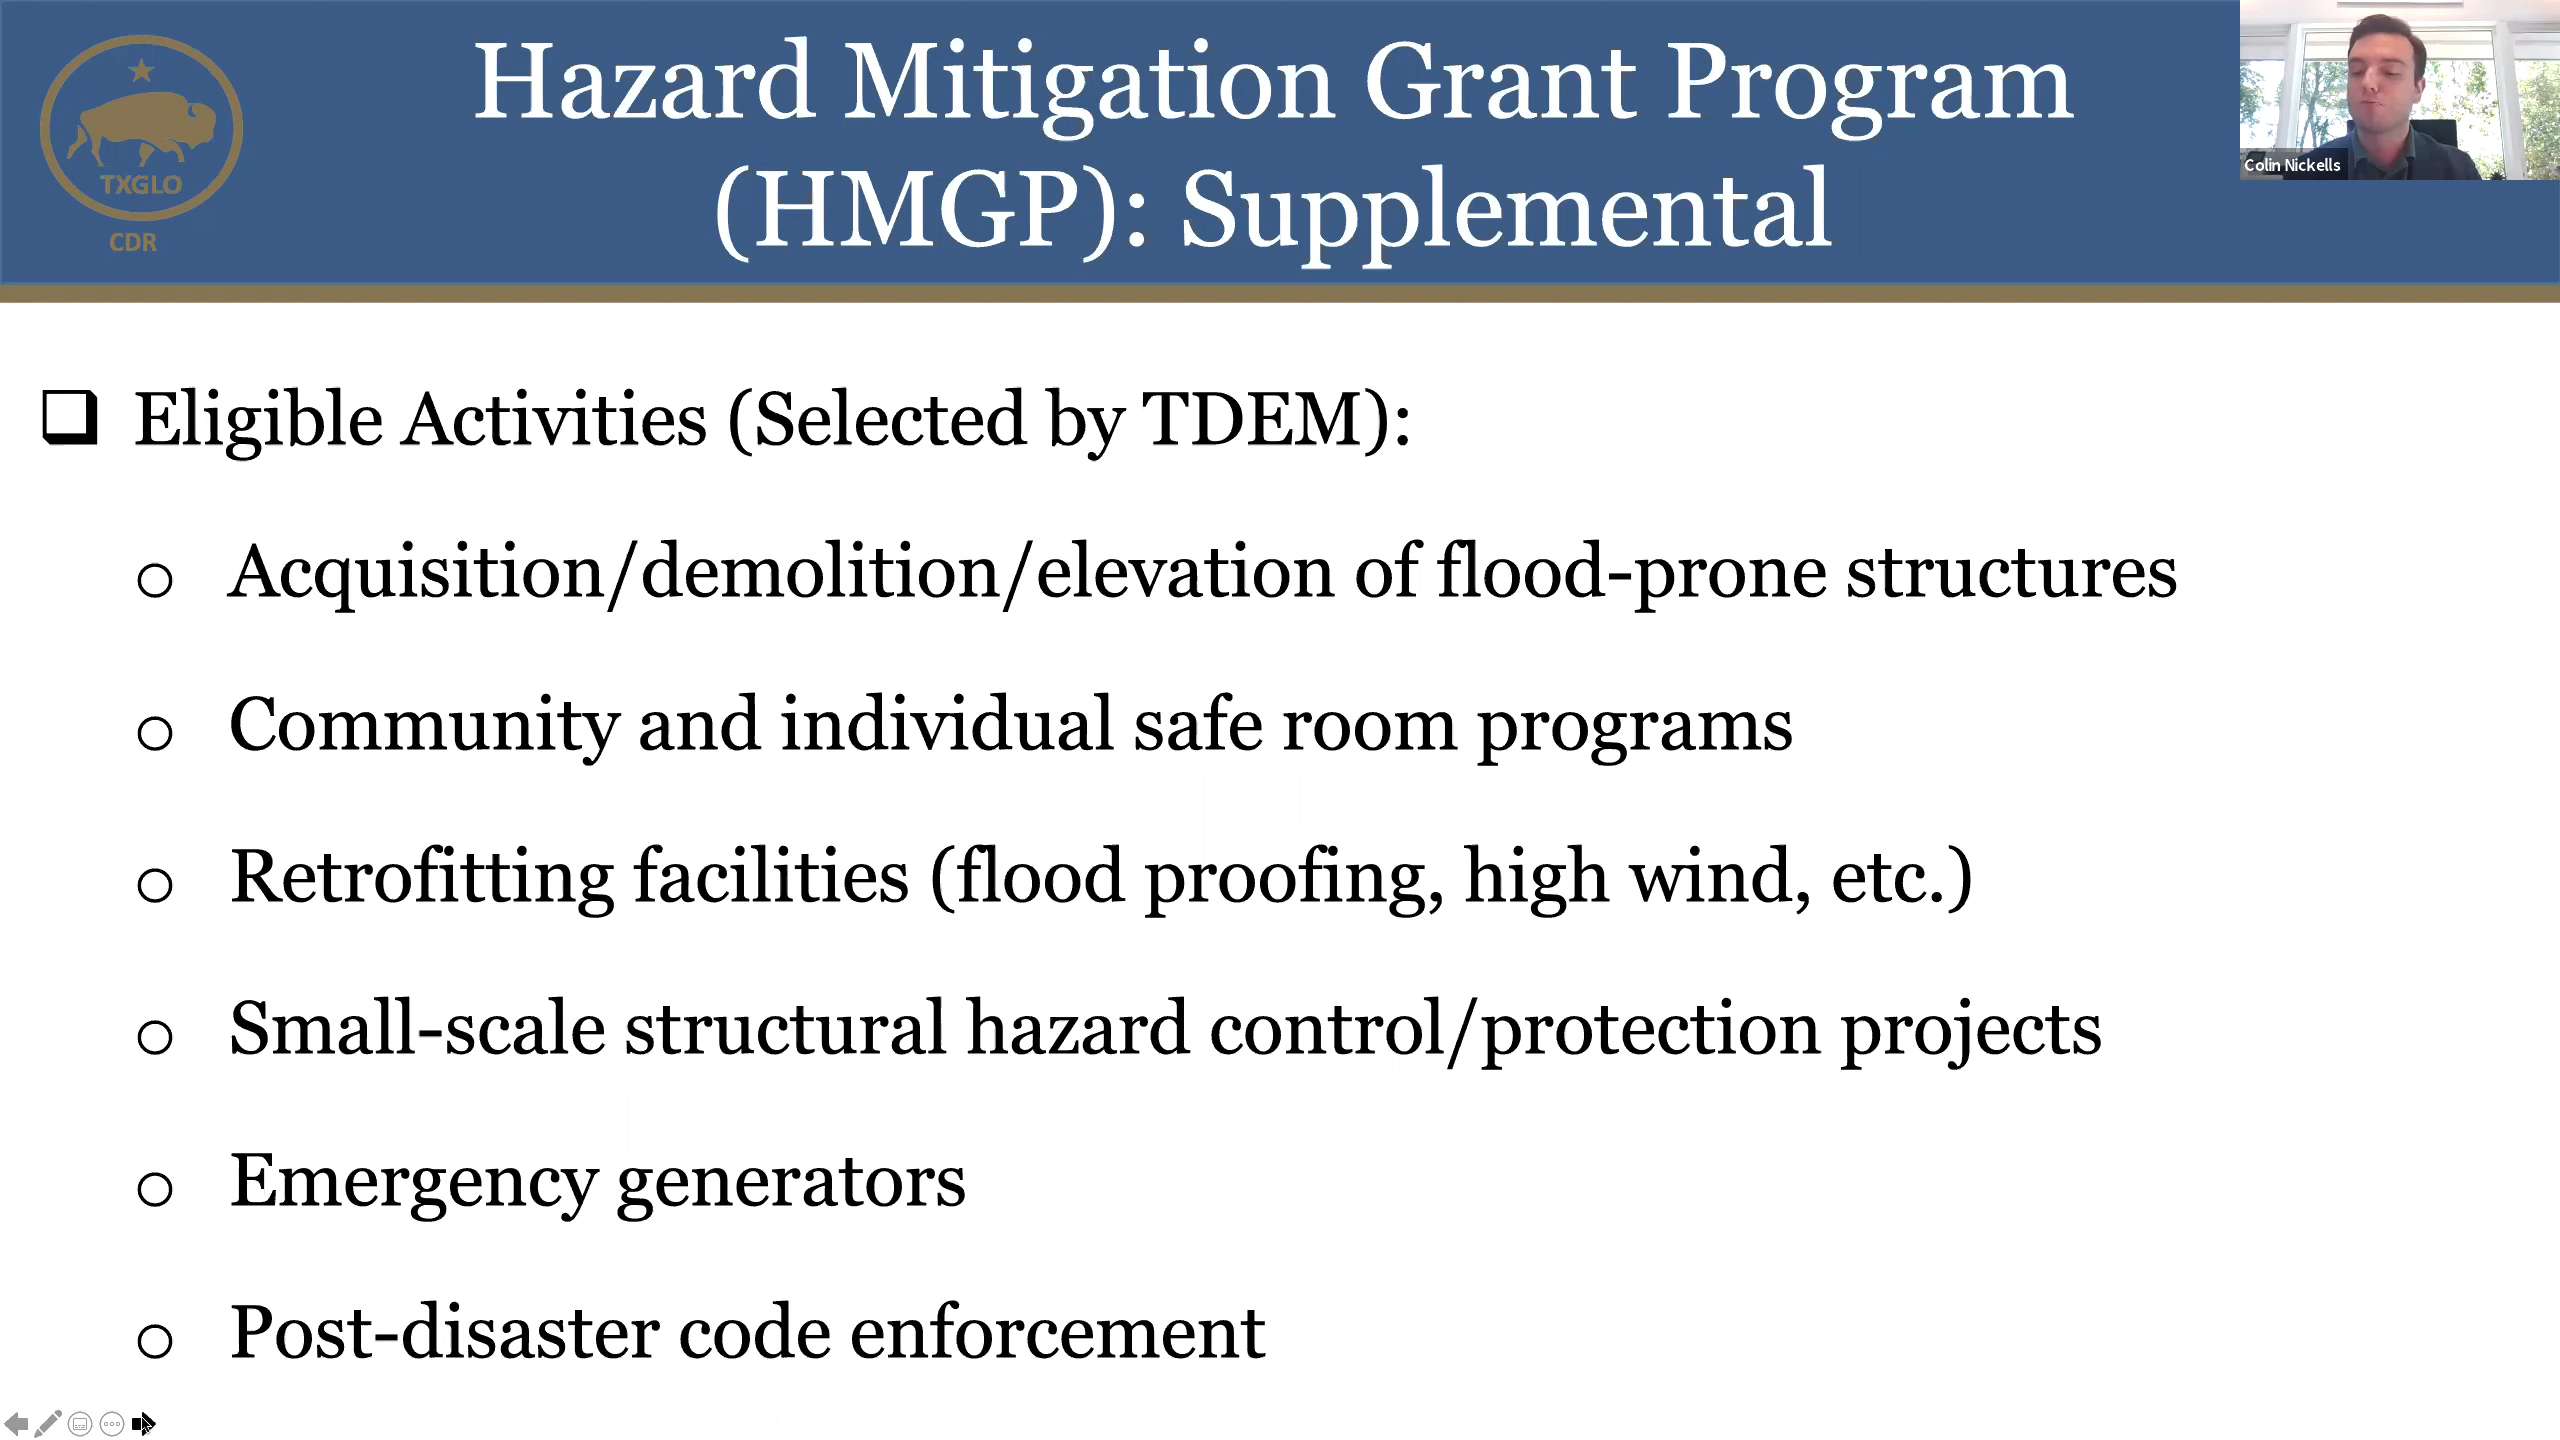 Hazard Mitigation Grant Program
(HMGP): Supplemental
TXGLO
CDR
Colin Nickells
Eligible Activities (Selected by TDEM):
Acquisition/demolition/elevation of flood-prone structures
Community and individual safe room programs
Retrofitting facilities (flood proofing, high wind, etc.)
Small-scale structural hazard control/protection projects
Emergency generators
Post-disaster code enforcement